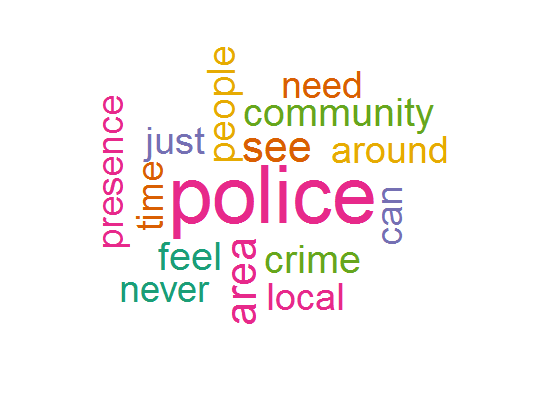 people
need
presence
community
just
see
around
time
police
can
feel
area
crime
never
local